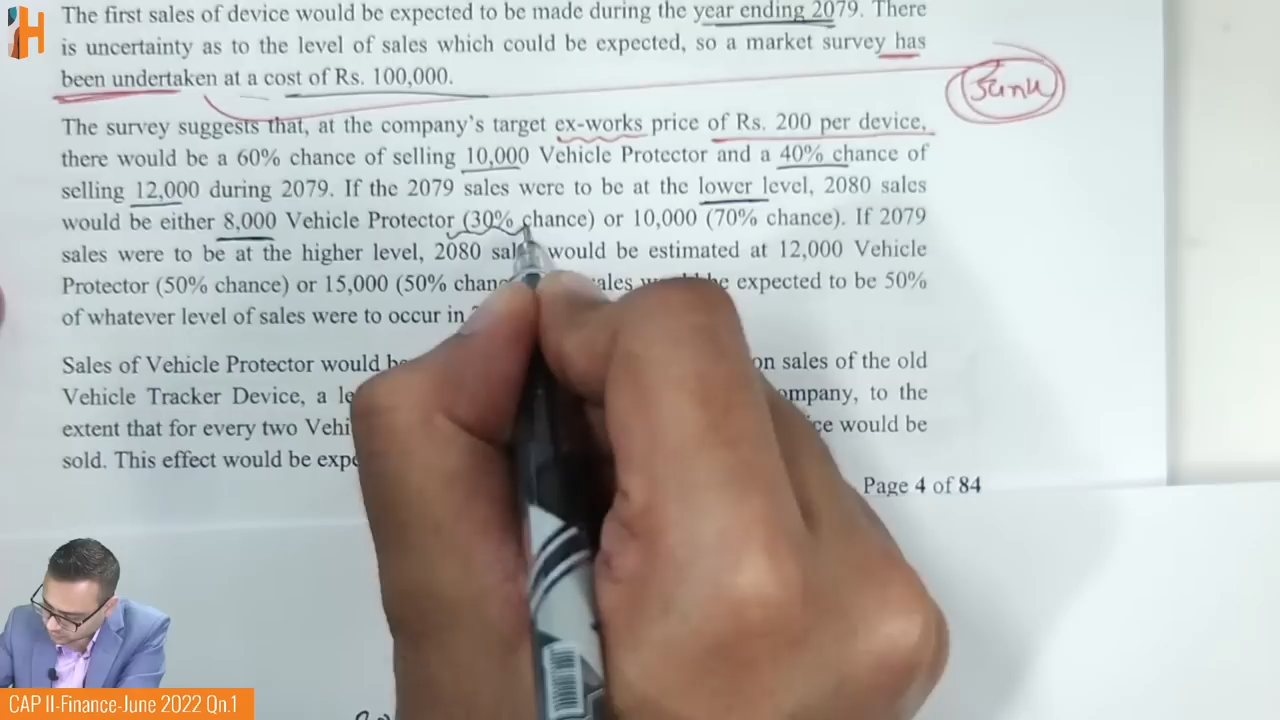 The first sales of device would be expected to be made during the year ending 2079. There
is uncertainty as to the level of sales which could be expected, so a market survey has
been undertaken at a cost of Rs. 100,000.
Sunk
The survey suggests that, at the company's target ex-works price of Rs. 200 per device,
there would be a 60% chance of selling 10,000 Vehicle Protector and a 40% chance of
selling 12,000 during 2079. If the 2079 sales were to be at the lower level, 2080 sales
would be either 8,000 Vehicle Protector (30% chance) or 10,000 (70% chance). If 2079
sales were to be at the higher level, 2080 would be estimated at 12,000 Vehicle
Protector (50% chance) or 15,000 (50% expected to be 50%
of whatever level of sales were to occur in
Sales of Vehicle Protector would on sales of the old
Vehicle Tracker Device, a to the
extent that for every two would be
sold. This effect would be
Page 4 of 84
H
CAP II-Finance-June 2022 Qn.1